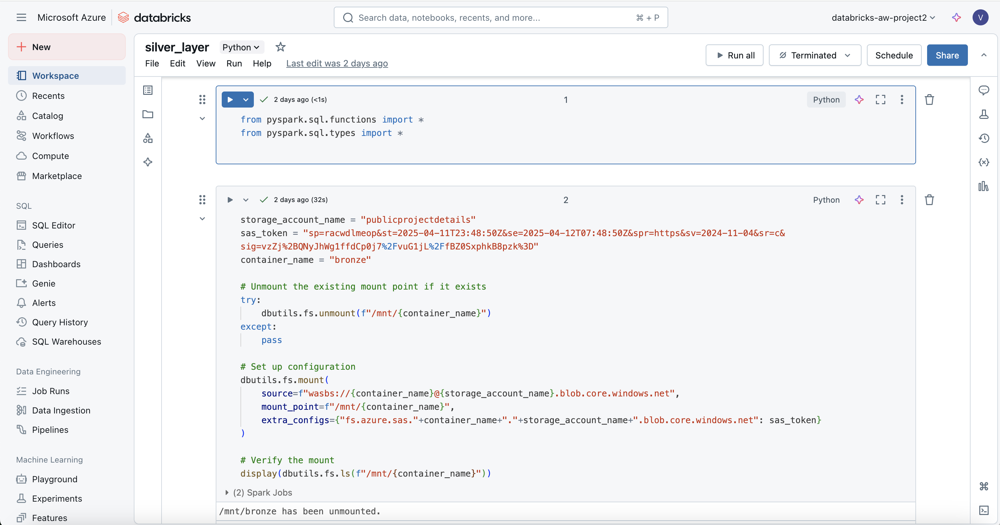 Microsoft Azure databricks
Search data, notebooks, recents, and more... ⌘ + P
databricks-aw-project2
V
New
Workspace
Recents
Catalog
Workflows
Compute
Marketplace
SQL
SQL Editor
Queries
Dashboards
Genie
Alerts
Query History
SQL Warehouses
Data Engineering
Job Runs
Data Ingestion
Pipelines
Machine Learning
Playground
Experiments
Features
silver_layer Python
File Edit View Run Help Last edit was 2 days ago
Run all Terminated Schedule Share
2 days ago (<1s) 1 Python
from pyspark.sql.functions import *
from pyspark.sql.types import *
2 days ago (32s) 2 Python
storage_account_name = "publicprojectdetails"
sas_token = "sp=racwdlmeop&st=2025-04-11T23:48:50Z&se=2025-04-12T07:48:50Z&spr=https&sv=2024-11-04&sr=c&
sig=vzZj%2BQNyJhWg1ffdCp0j7%2FvuG1jL%2FfBZ0SxphkB8pzk%3D"
container_name = "bronze"
# Unmount the existing mount point if it exists
try:
dbutils.fs.unmount(f"/mnt/{container_name}")
except:
pass
# Set up configuration
dbutils.fs.mount(
source=f"wasbs://{container_name}@{storage_account_name}.blob.core.windows.net",
mount_point=f"/mnt/{container_name}",
extra_configs={"fs.azure.sas."+container_name+"."+storage_account_name+".blob.core.windows.net": sas_token}
)
# Verify the mount
display(dbutils.fs.ls(f"/mnt/{container_name}"))
(2) Spark Jobs
/mnt/bronze has been unmounted.